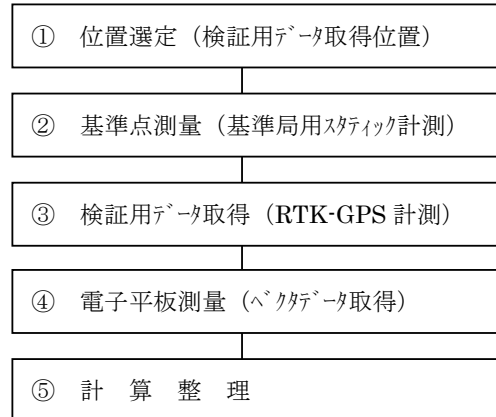 ① 位置選定（検証用ﾃﾞｰﾀ取得位置）
② 基準点測量（基準局用ｽﾀﾃｨｯｸ計測）
③ 検証用ﾃﾞｰﾀ取得（RTK-GPS 計測）
④ 電子平板測量（ﾍﾞｸﾀﾃﾞｰﾀ取得）
⑤ 計　算　整　理